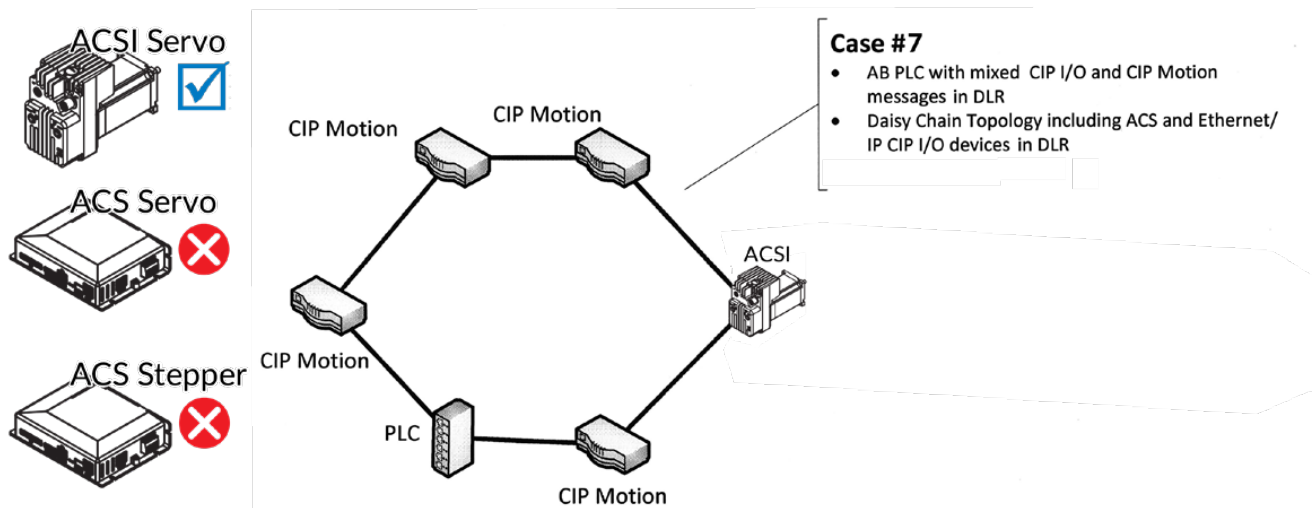 ACSI Servo
ACS Servo
ACS Stepper
CIP Motion
CIP Motion
ACSI
CIP Motion
PLC
CIP Motion
Case #7
• AB PLC with mixed CIP I/O and CIP Motion
messages in DLR
• Daisy Chain Topology including ACS and Ethernet/
IP CIP I/O devices in DLR